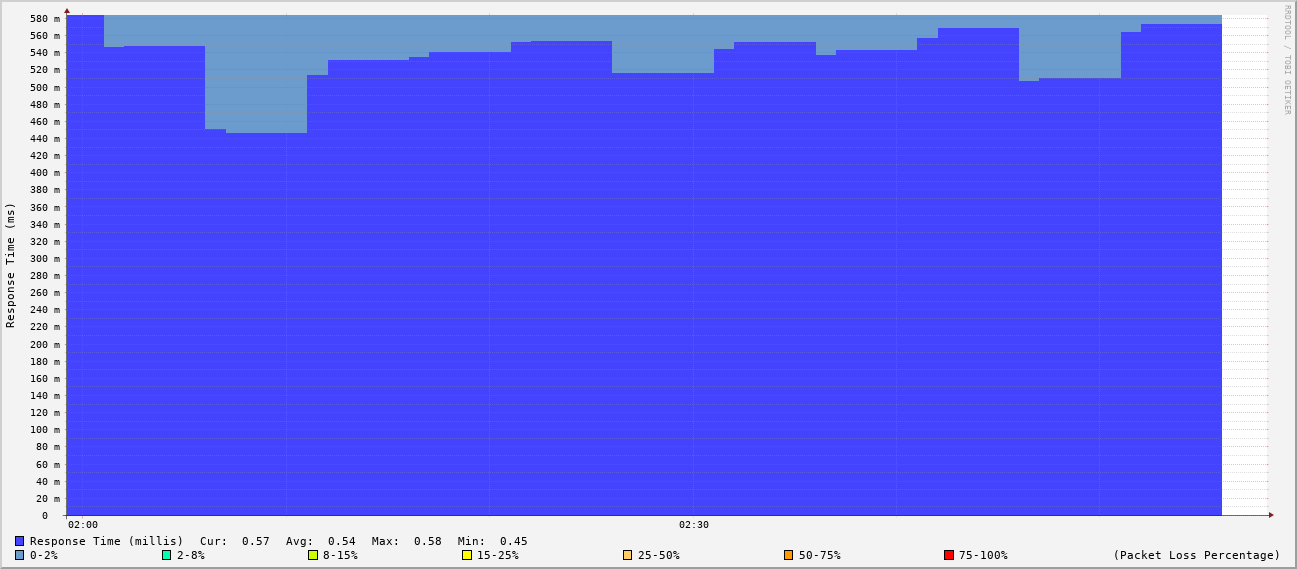 RRDTOOL / TOBI OETIKER
Response Time (ms)
580 m
560 m
540 m
520 m
500 m
480 m
460 m
440 m
420 m
400 m
380 m
360 m
340 m
320 m
300 m
280 m
260 m
240 m
220 m
200 m
180 m
160 m
140 m
120 m
100 m
80 m
60 m
40 m
20 m
0
02:00 02:30
Response Time (millis) Cur: 0.57 Avg: 0.54 Max: 0.58 Min: 0.45
0-2% 2-8% 8-15% 15-25% 25-50% 50-75% 75-100% (Packet Loss Percentage)